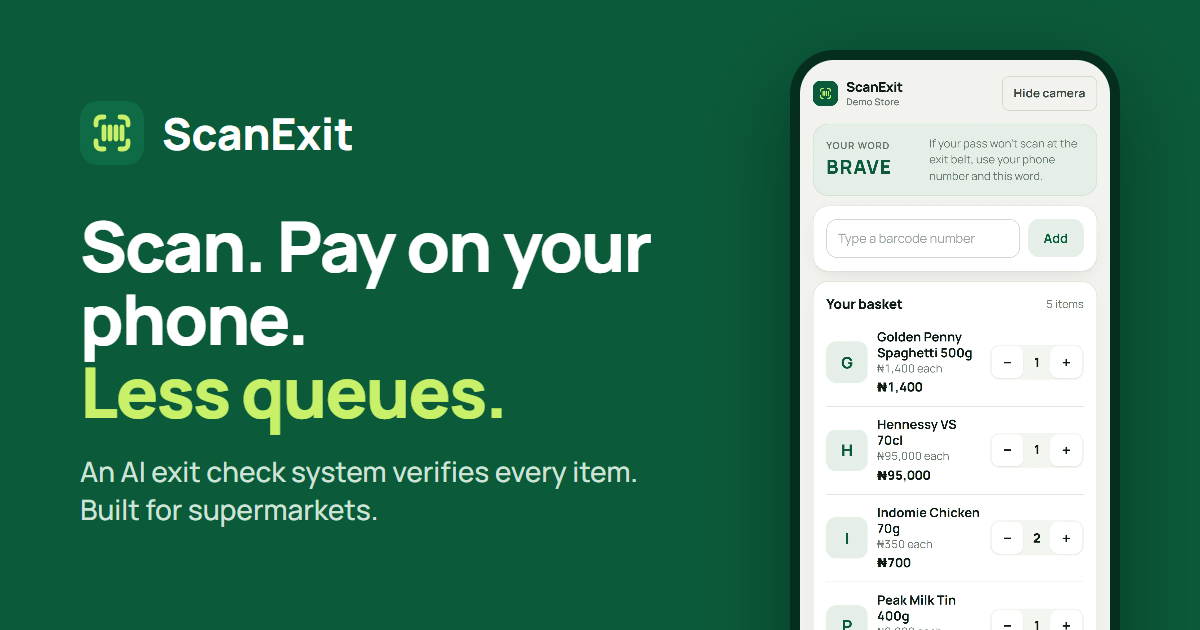 ScanExit
Scan. Pay on your
phone.
Less queues.
An AI exit check system verifies every item.
Built for supermarkets.
ScanExit
Demo Store
Hide camera
YOUR WORD
BRAVE
If your pass won't scan at the
exit belt, use your phone
number and this word.
Type a barcode number
Add
Your basket
5 items
G
Golden Penny
Spaghetti 500g
₦1,400 each
₦1,400
− 1 +
H
Hennessy VS
70cl
₦95,000 each
₦95,000
− 1 +
I
Indomie Chicken
70g
₦350 each
₦700
− 2 +
P
Peak Milk Tin
400g
− 1 +